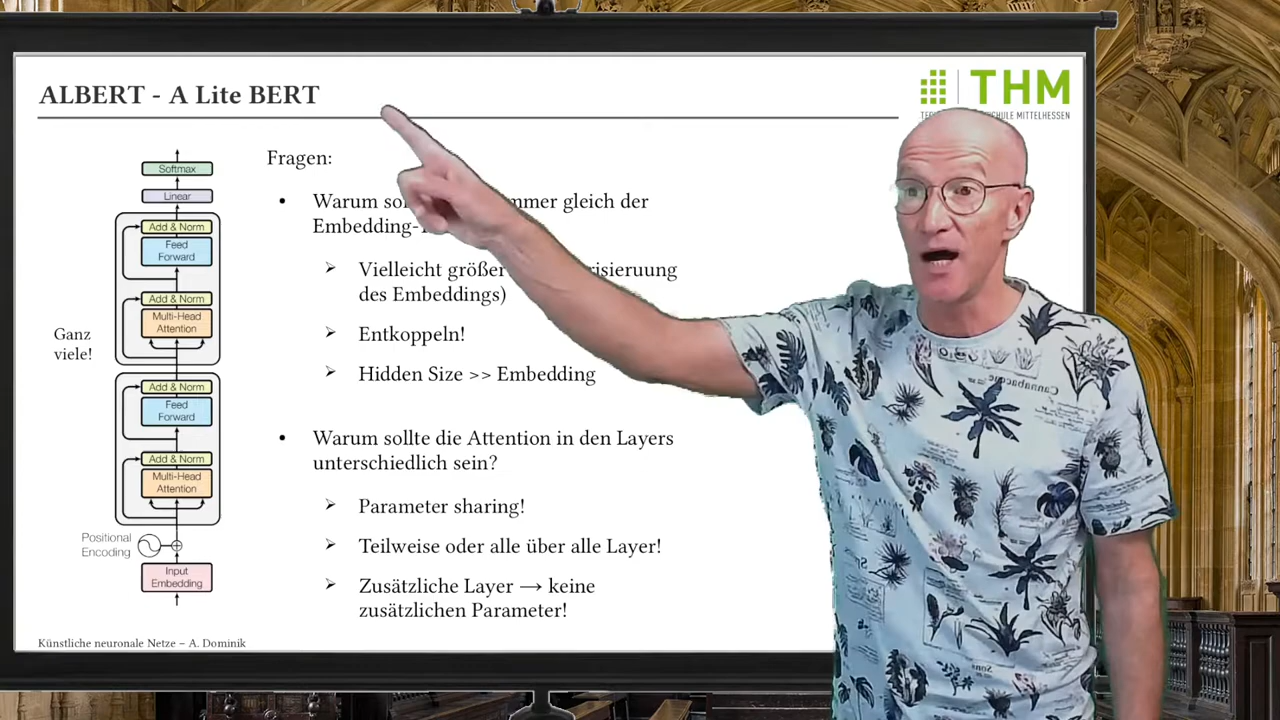 ALBERT - A Lite BERT
THM
MITTELHESSEN
Fragen:
Warum gleich der
Embedding-
Vielleicht größer
des Embeddings)
Entkoppeln!
Hidden Size >> Embedding
Warum sollte die Attention in den Layers
unterschiedlich sein?
Parameter sharing!
Teilweise oder alle über alle Layer!
Zusätzliche Layer → keine
zusätzlichen Parameter!
Softmax
Linear
Add & Norm
Feed
Forward
Add & Norm
Multi-Head
Attention
Ganz
viele!
Add & Norm
Feed
Forward
Add & Norm
Multi-Head
Attention
Positional
Encoding
Input
Embedding
Künstliche neuronale Netze – A. Dominik